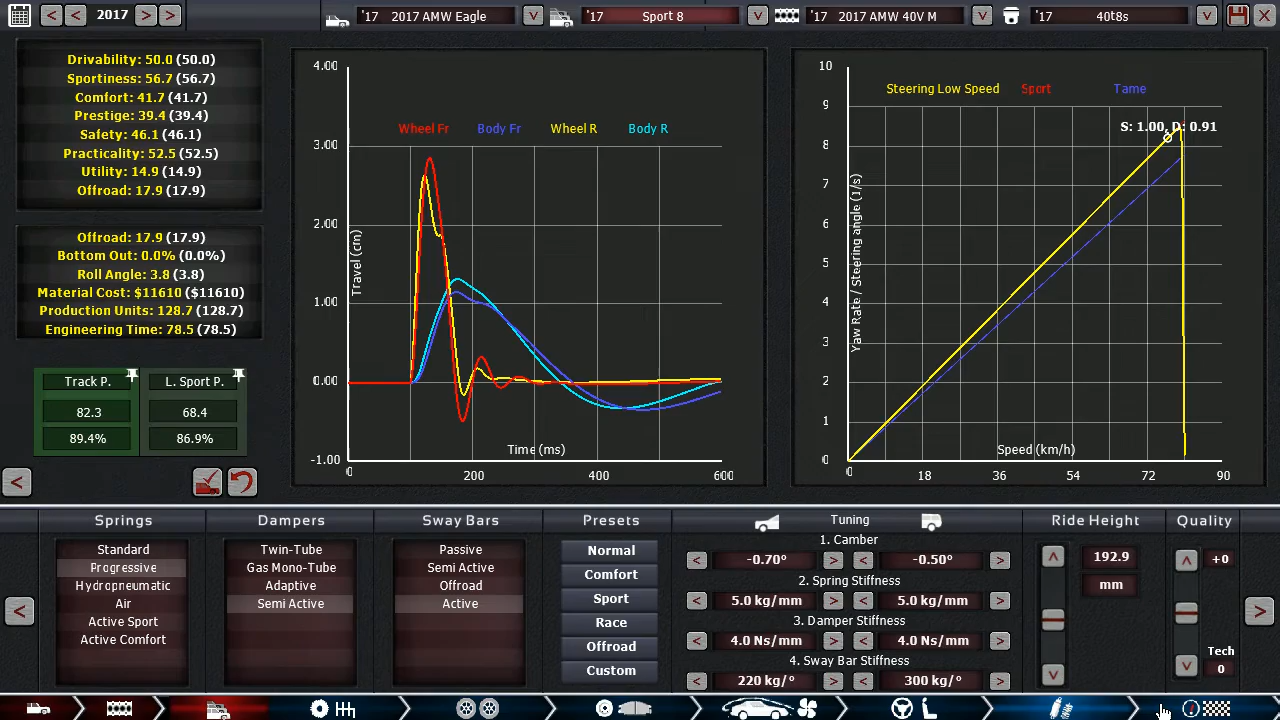 2017
'17 2017 AMW Eagle
'17 Sport 8
'17 2017 AMW 40V M
'17 40t8s
Drivability: 50.0 (50.0)
Sportiness: 56.7 (56.7)
Comfort: 41.7 (41.7)
Prestige: 39.4 (39.4)
Safety: 46.1 (46.1)
Practicality: 52.5 (52.5)
Utility: 14.9 (14.9)
Offroad: 17.9 (17.9)
Offroad: 17.9 (17.9)
Bottom Out: 0.0% (0.0%)
Roll Angle: 3.8 (3.8)
Material Cost: $11610 ($11610)
Production Units: 128.7 (128.7)
Engineering Time: 78.5 (78.5)
Track P. L. Sport P.
82.3 68.4
89.4% 86.9%
4.00
Wheel Fr Body Fr Wheel R Body R
3.00
2.00
Travel (cm)
1.00
0.00
-1.00
Time (ms)
0 200 400 600
10
Steering Low Speed Sport Tame
9
S: 1.00, D: 0.91
8
7
6
Yaw Rate / Steering angle (1/s)
5
4
3
2
1
0
Speed (km/h)
0 18 36 54 72 90
Springs
Standard
Progressive
Hydropneumatic
Air
Active Sport
Active Comfort
Dampers
Twin-Tube
Gas Mono-Tube
Adaptive
Semi Active
Sway Bars
Passive
Semi Active
Offroad
Active
Presets
Normal
Comfort
Sport
Race
Offroad
Custom
Tuning
1. Camber
-0.70° -0.50°
2. Spring Stiffness
5.0 kg/mm 5.0 kg/mm
3. Damper Stiffness
4.0 Ns/mm 4.0 Ns/mm
4. Sway Bar Stiffness
220 kg/° 300 kg/°
Ride Height
192.9
mm
Quality
+0
Tech
0